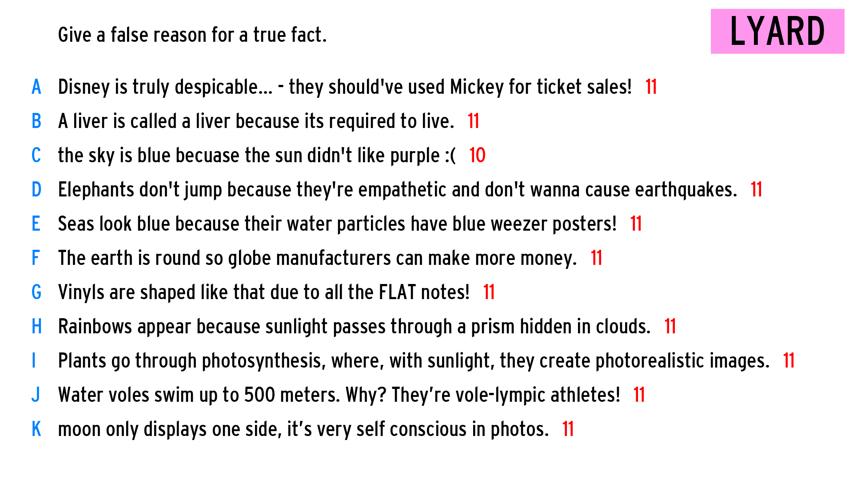 Give a false reason for a true fact.
LYARD
A Disney is truly despicable... - they should've used Mickey for ticket sales! 11
B A liver is called a liver because its required to live. 11
C the sky is blue becuase the sun didn't like purple :( 10
D Elephants don't jump because they're empathetic and don't wanna cause earthquakes. 11
E Seas look blue because their water particles have blue weezer posters! 11
F The earth is round so globe manufacturers can make more money. 11
G Vinyls are shaped like that due to all the FLAT notes! 11
H Rainbows appear because sunlight passes through a prism hidden in clouds. 11
I Plants go through photosynthesis, where, with sunlight, they create photorealistic images. 11
J Water voles swim up to 500 meters. Why? They’re vole-lympic athletes! 11
K moon only displays one side, it’s very self conscious in photos. 11